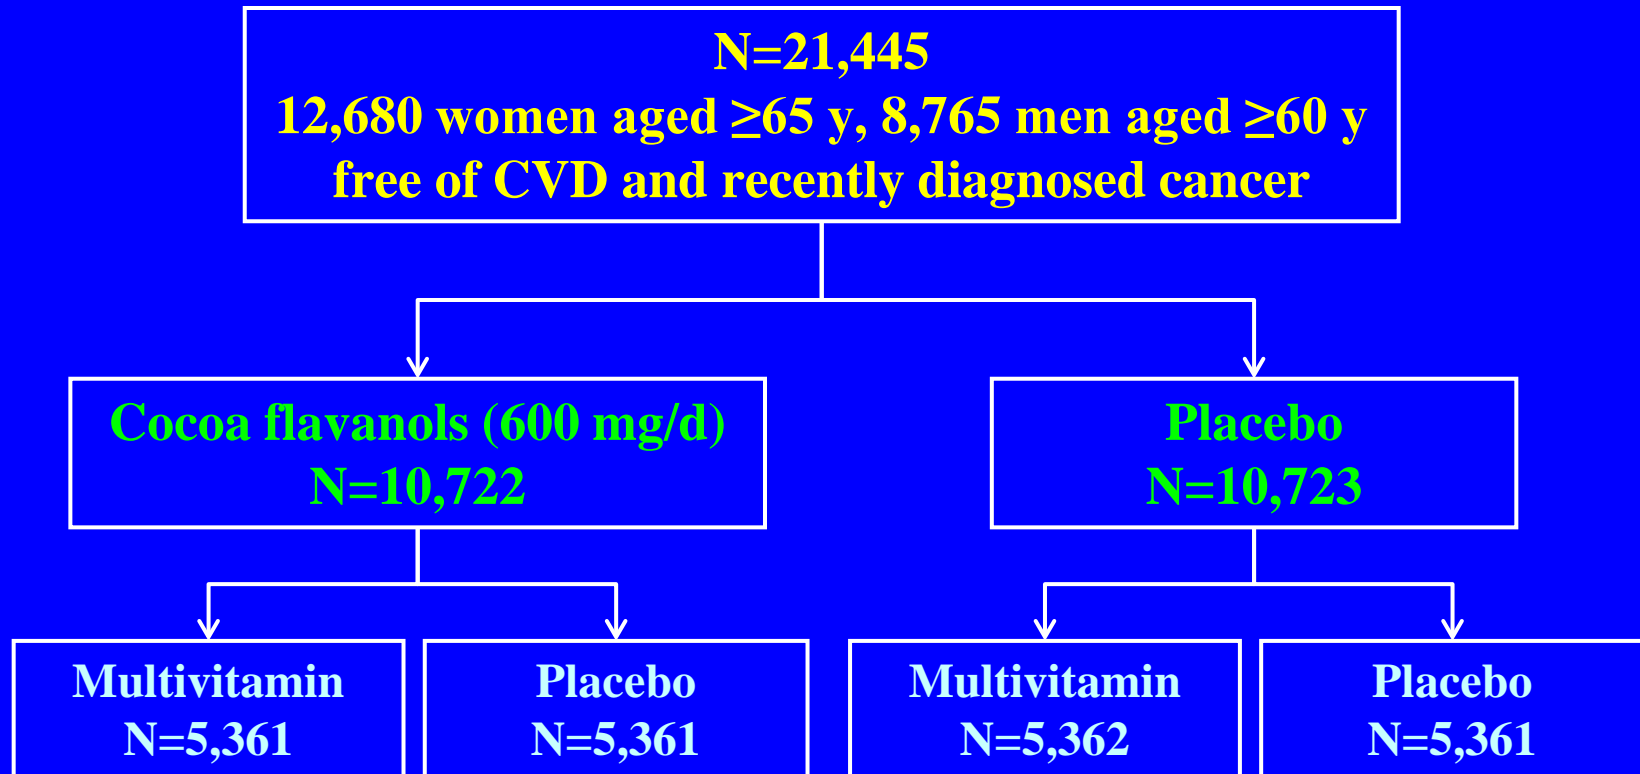 N=21,445
12,680 women aged ≥65 y, 8,765 men aged ≥60 y
free of CVD and recently diagnosed cancer
Cocoa flavanols (600 mg/d)
N=10,722
Placebo
N=10,723
Multivitamin
N=5,361
Placebo
N=5,361
Multivitamin
N=5,362
Placebo
N=5,361